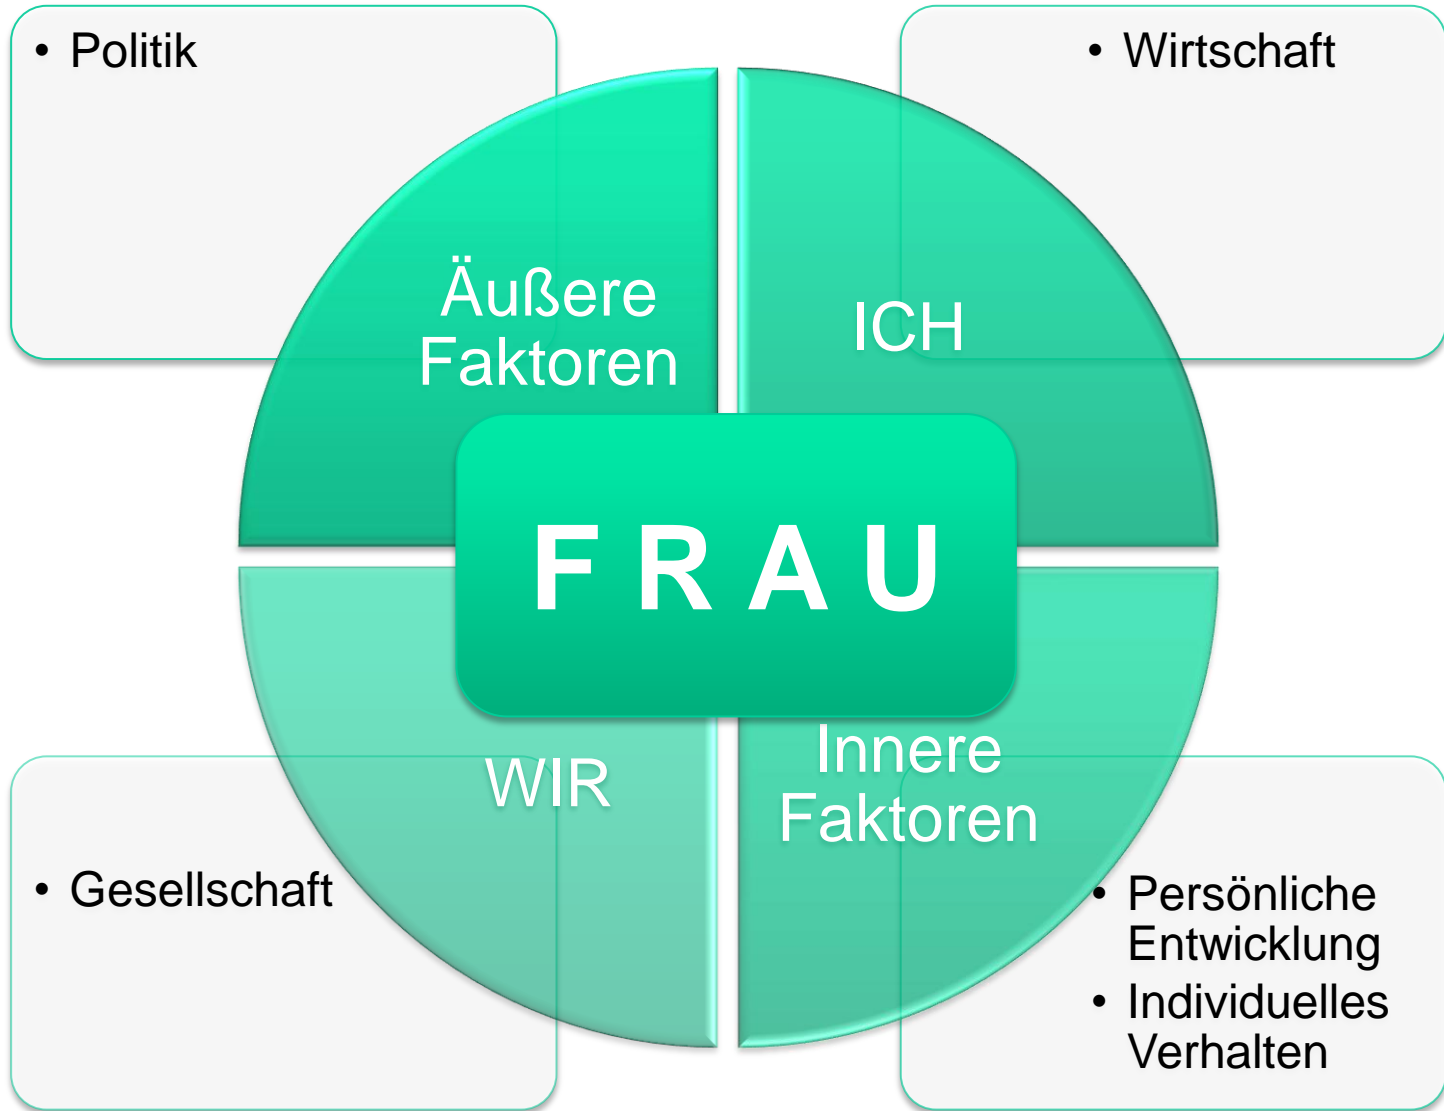 • Politik
• Wirtschaft
Äußere
Faktoren
ICH
F R A U
WIR
Innere
Faktoren
• Gesellschaft
• Persönliche
Entwicklung
• Individuelles
Verhalten